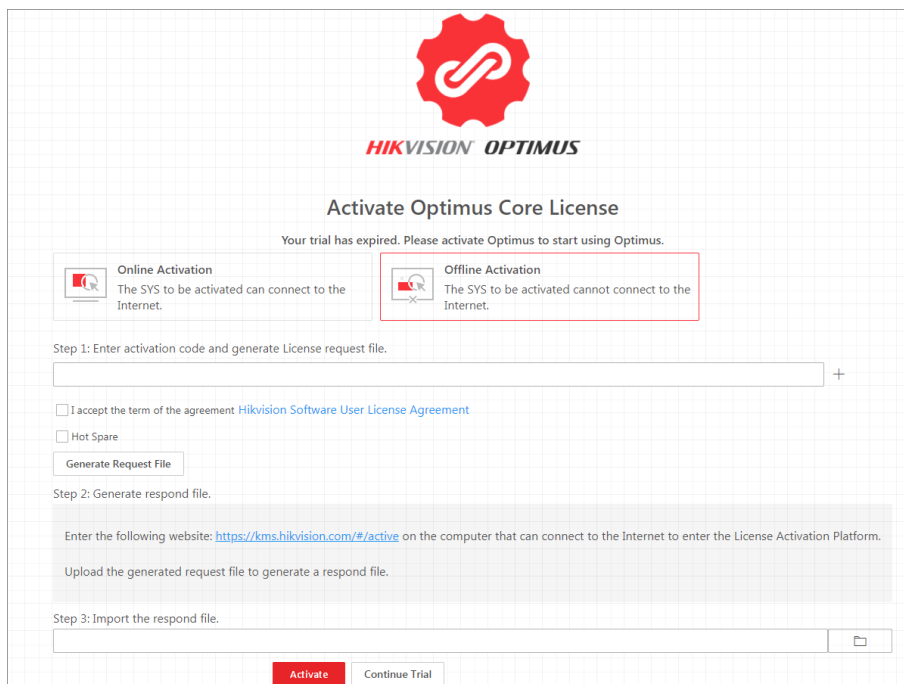 HIKVISION OPTIMUS
Activate Optimus Core License
Your trial has expired. Please activate Optimus to start using Optimus.
Online Activation
The SYS to be activated can connect to the
Internet.
Offline Activation
The SYS to be activated cannot connect to the
Internet.
Step 1: Enter activation code and generate License request file.
I accept the term of the agreement Hikvision Software User License Agreement
Hot Spare
Generate Request File
Step 2: Generate respond file.
Enter the following website: https://kms.hikvision.com/#/active on the computer that can connect to the Internet to enter the License Activation Platform.
Upload the generated request file to generate a respond file.
Step 3: Import the respond file.
Activate Continue Trial